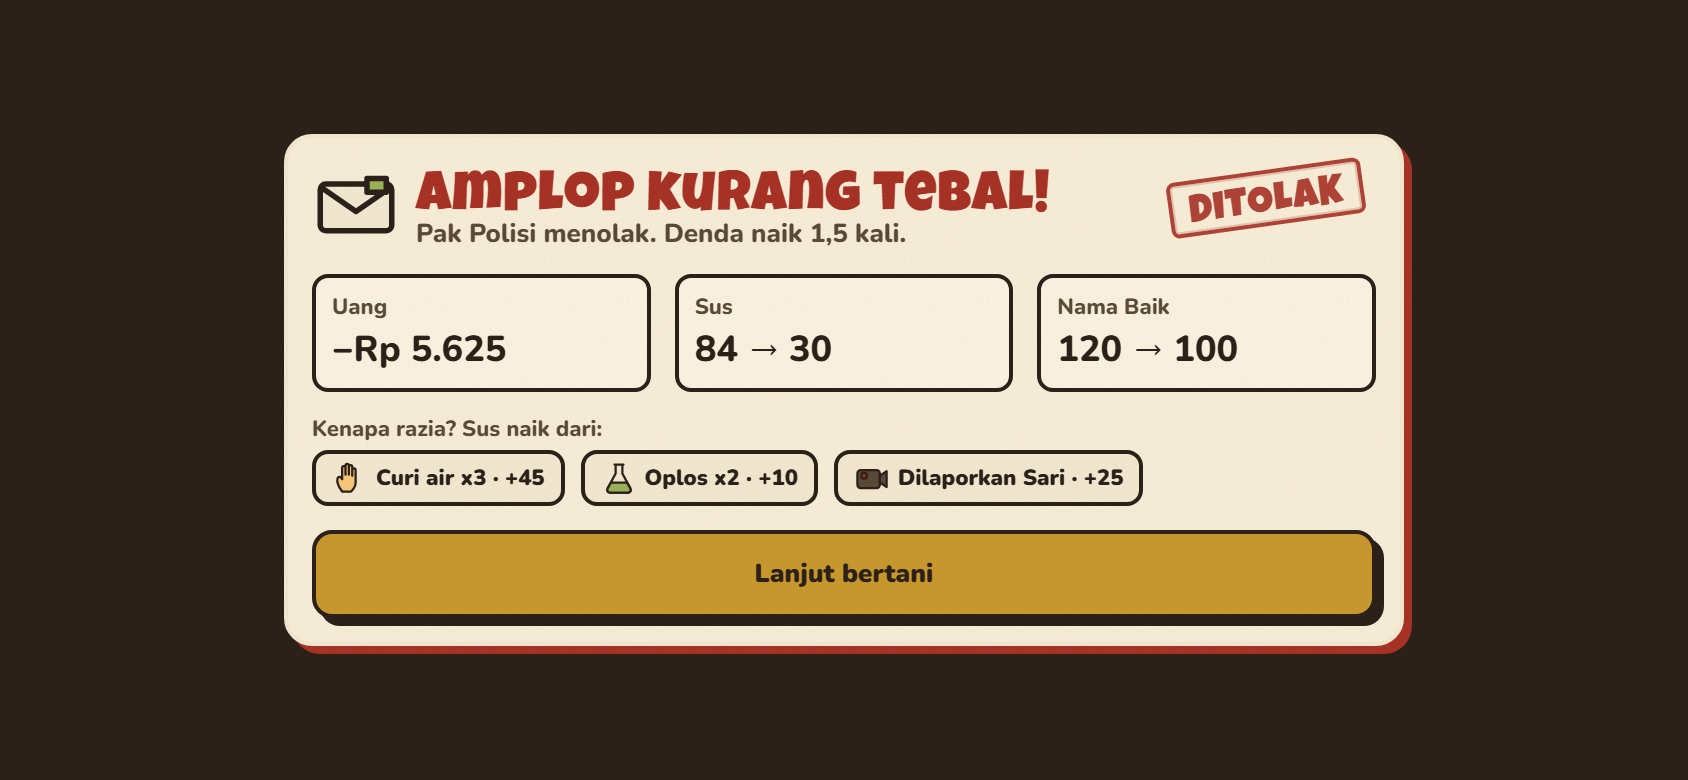 AMPLOP KURANG TEBAL!
DITOLAK
Pak Polisi menolak. Denda naik 1,5 kali.
Uang
–Rp 5.625
Sus
84 → 30
Nama Baik
120 → 100
Kenapa razia? Sus naik dari:
Curi air x3 · +45
Oplos x2 · +10
Dilaporkan Sari · +25
Lanjut bertani